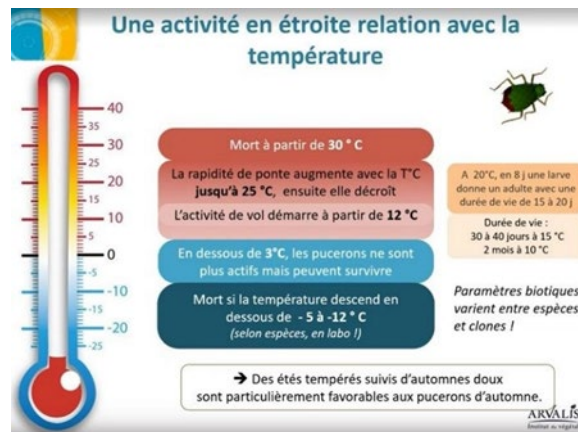 Une activité en étroite relation avec la
température
40
35
30
25
20
15
10
5
0
-5
-10
-15
-20
-25
Mort à partir de 30 ° C
La rapidité de ponte augmente avec la T°C
jusqu'à 25 °C, ensuite elle décroît
L'activité de vol démarre à partir de 12 °C
En dessous de 3°C, les pucerons ne sont
plus actifs mais peuvent survivre
Mort si la température descend en
dessous de - 5 à -12 ° C
(selon espèces, en labo !)
A 20°C, en 8 j une larve
donne un adulte avec une
durée de vie de 15 à 20 j
Durée de vie :
30 à 40 jours à 15 °C
2 mois à 10 °C
Paramètres biotiques
varient entre espèces
et clones !
➔ Des étés tempérés suivis d'automnes doux
sont particulièrement favorables aux pucerons d'automne.
ARVALIS
Institut du végétal